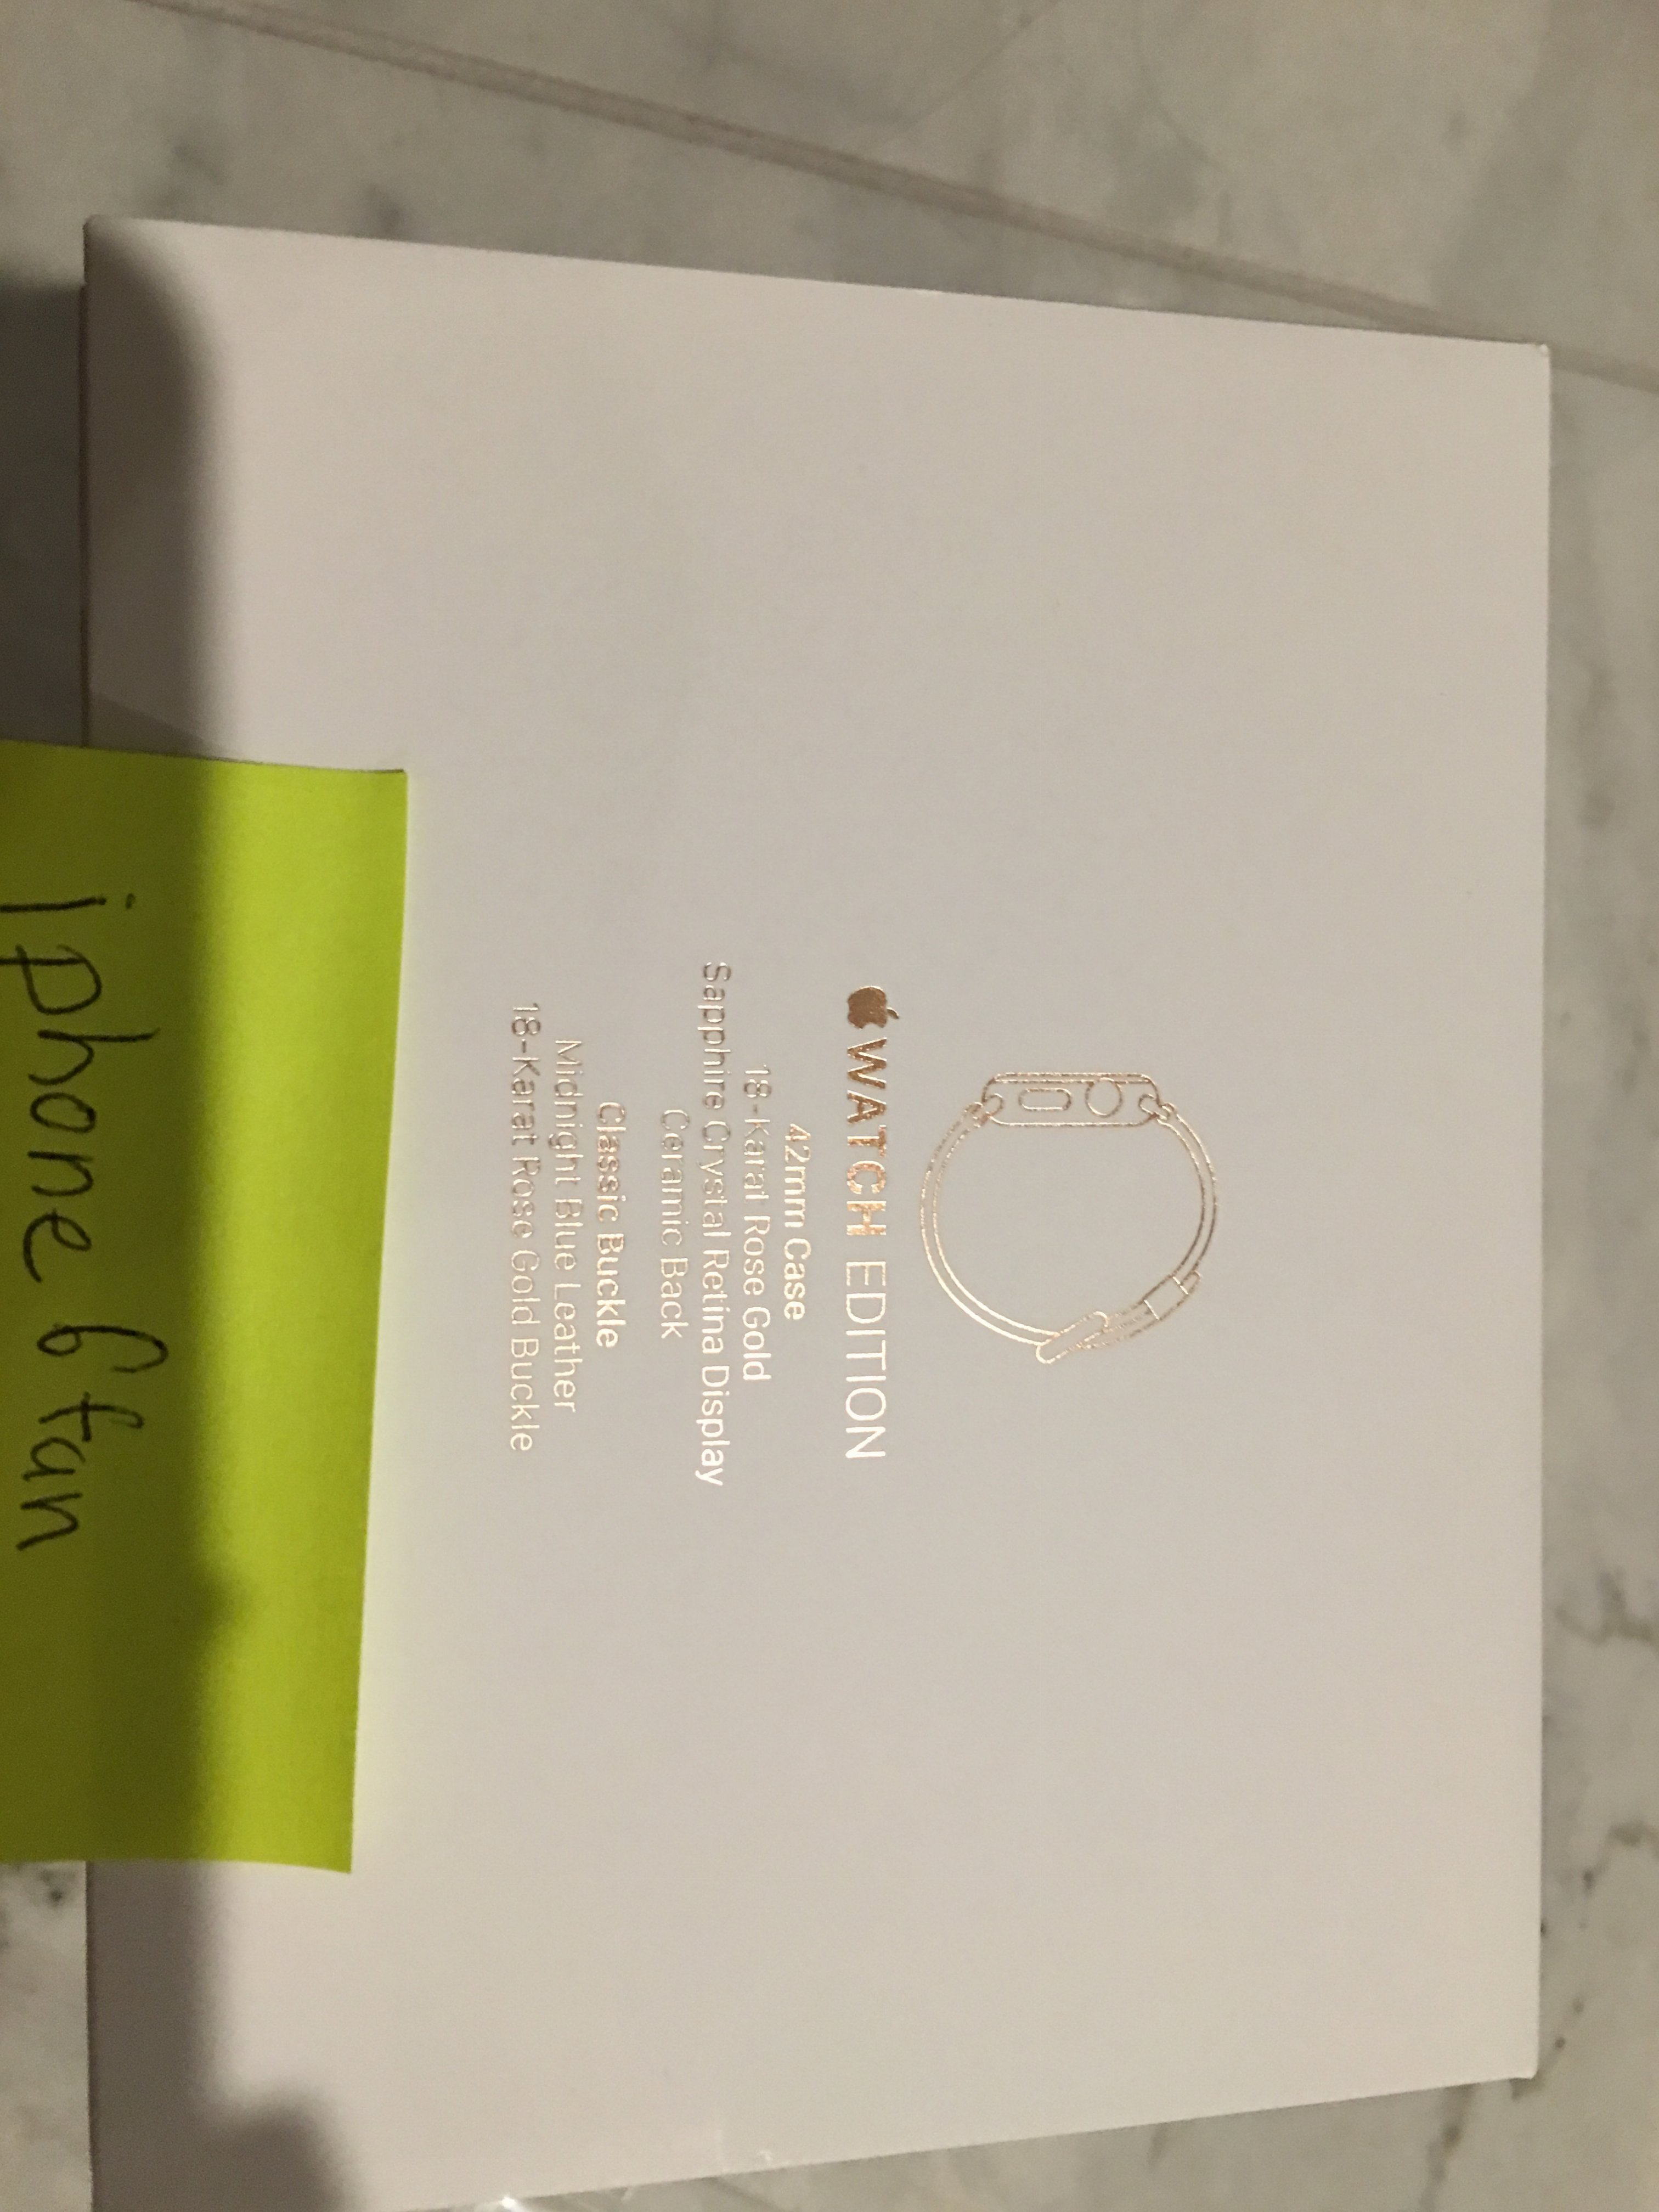 WATCH EDITION
42mm Case
18-Karat Rose Gold
Sapphire Crystal Retina Display
Ceramic Back
Classic Buckle
Midnight Blue Leather
18-Karat Rose Gold Buckle
iphone 6 fan